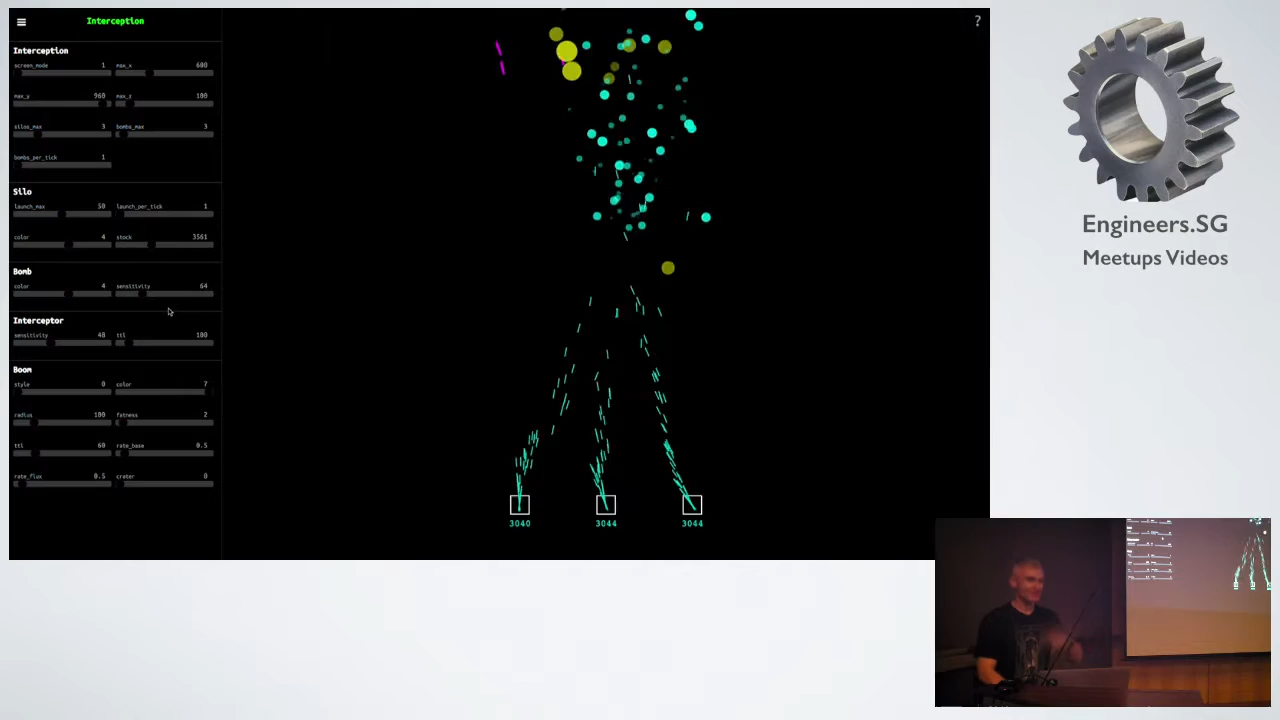 Interception
?
Interception
screen_mode 1 max_x 600
max_y 960 max_z 100
silos_max 3 bombs_max 3
bombs_per_tick 1
Silo
launch_max 50 launch_per_tick 1
color 4 stock 3561
Bomb
color 4 sensitivity 64
Interceptor
sensitivity 48 ttl 100
Boom
style 0 color 7
radius 100 fatness 2
ttl 60 rate_base 0.5
rate_flux 0.5 crater 0
3040 3044 3044
Engineers.SG
Meetups Videos